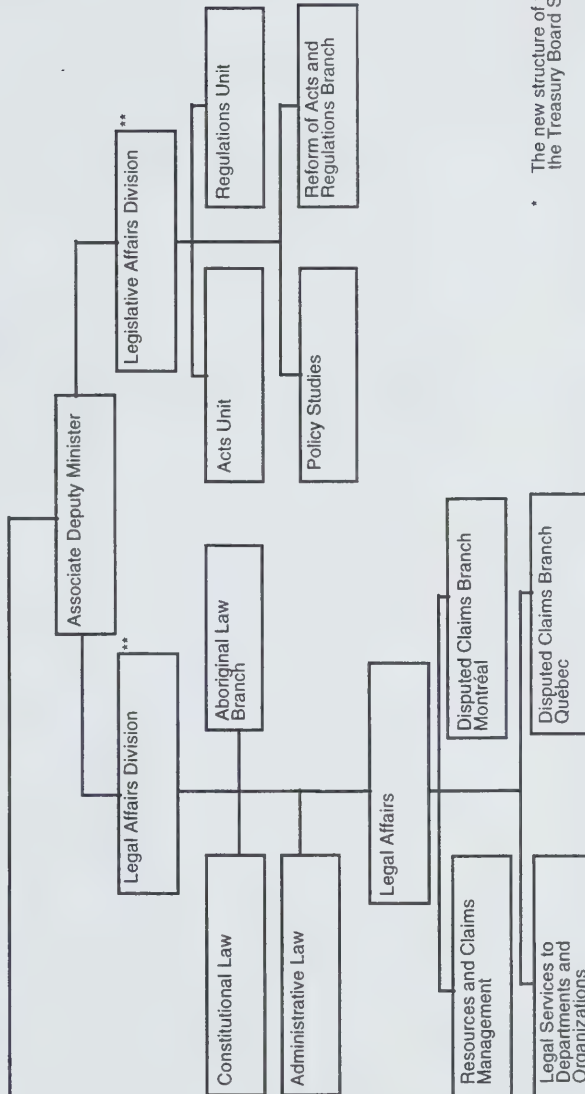 Associate Deputy Minister
Legal Affairs Division **
Legislative Affairs Division **
Constitutional Law
Aboriginal Law
Branch
Administrative Law
Acts Unit
Regulations Unit
Policy Studies
Reform of Acts and
Regulations Branch
Legal Affairs
Resources and Claims
Management
Disputed Claims Branch
Montréal
Legal Services to
Departments and
Organizations
Disputed Claims Branch
Québec
* The new structure of
the Treasury Board S